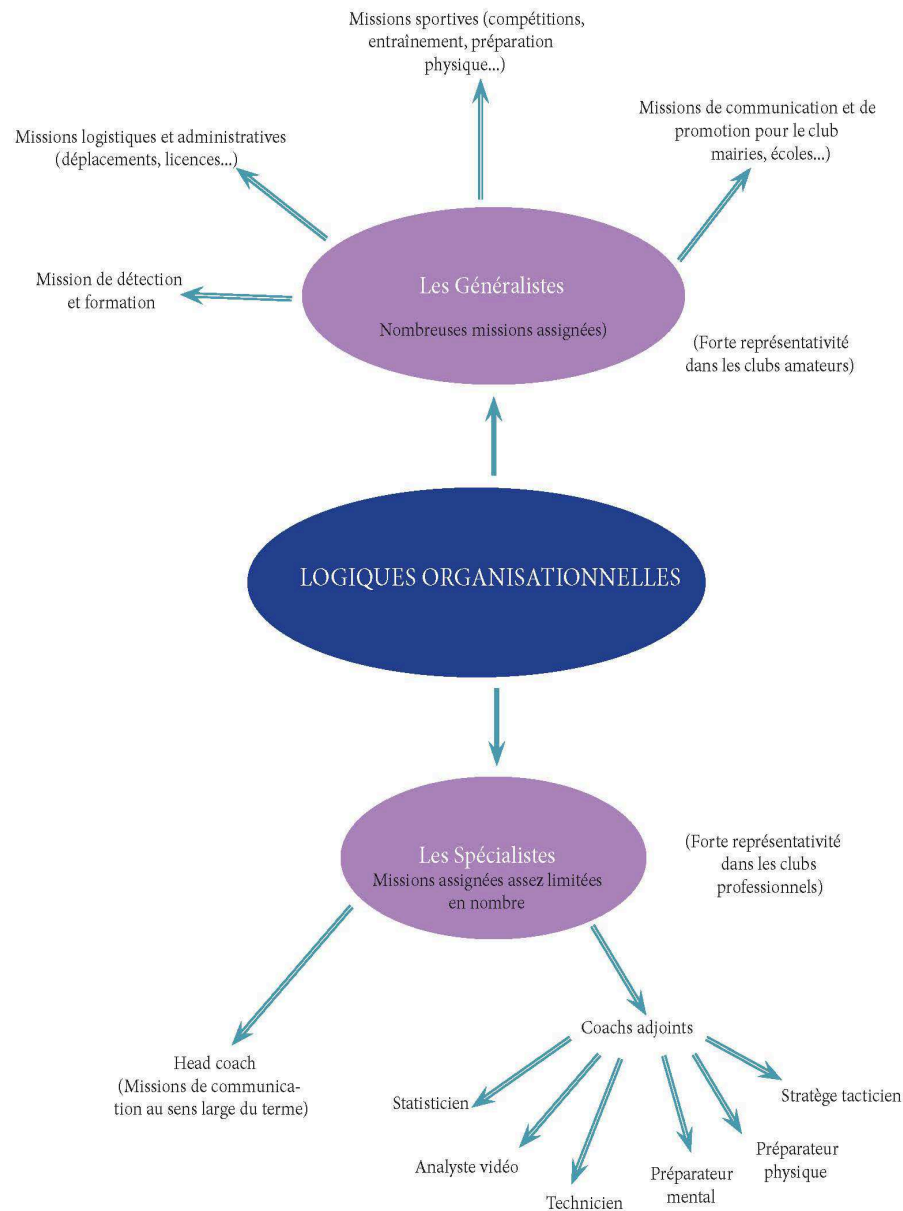 Missions sportives (compétitions,
entraînement, préparation
physique...)
Missions de communication et de
promotion pour le club
mairies, écoles...)
Missions logistiques et administratives
(déplacements, licences...)
Mission de détection
et formation
Les Généralistes
Nombreuses missions assignées)
(Forte représentativité
dans les clubs amateurs)
LOGIQUES ORGANISATIONNELLES
Les Spécialistes
Missions assignées assez limitées
en nombre
(Forte représentativité
dans les clubs
professionnels)
Head coach
(Missions de communica-
tion au sens large du terme)
Coachs adjoints
Statisticien
Analyste vidéo
Technicien
Préparateur
mental
Préparateur
physique
Stratège tacticien